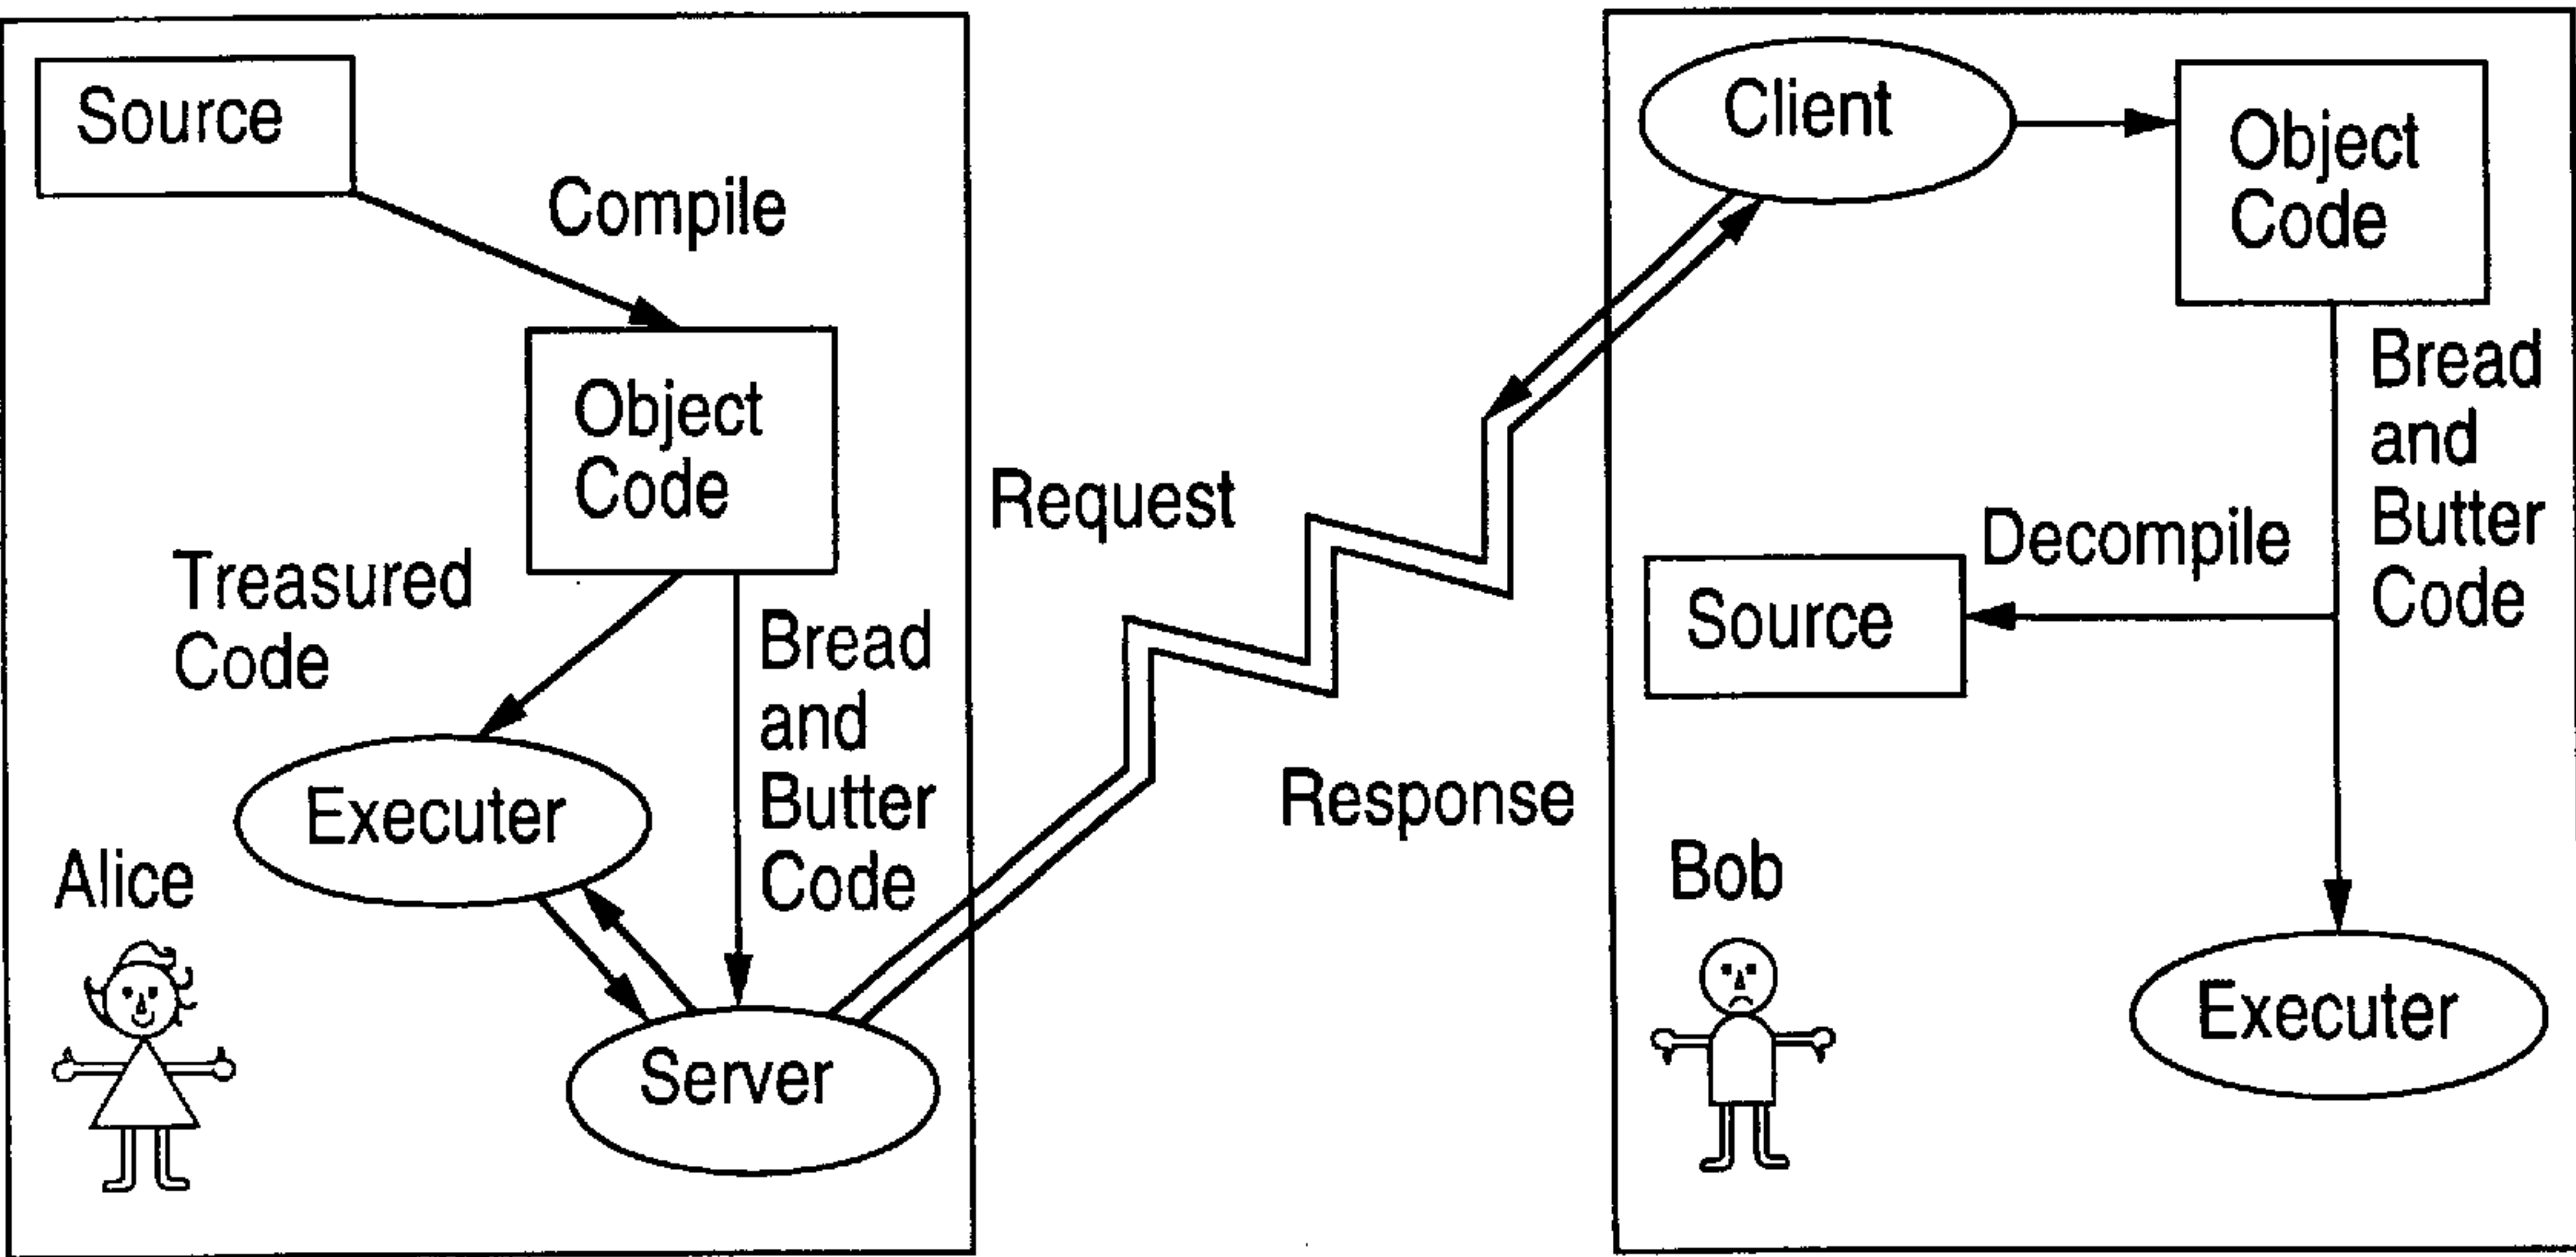 Source
Compile
Object
Code
Treasured
Code
Bread
and
Butter
Code
Executer
Alice
Server
Request
Response
Client
Object
Code
Bread
and
Butter
Code
Decompile
Source
Bob
Executer